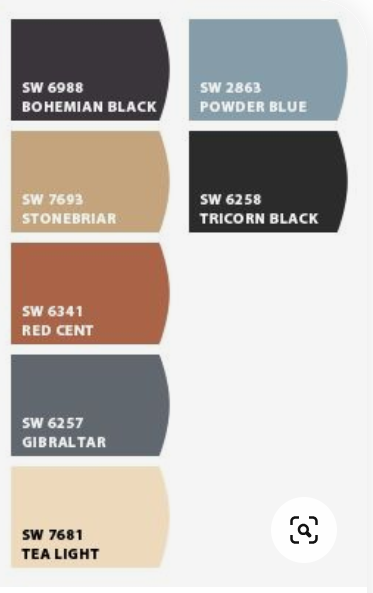 SW 6988
BOHEMIAN BLACK
SW 2863
POWDER BLUE
SW 7693
STONEBRIAR
SW 6258
TRICORN BLACK
SW 6341
RED CENT
SW 6257
GIBRALTAR
SW 7681
TEA LIGHT